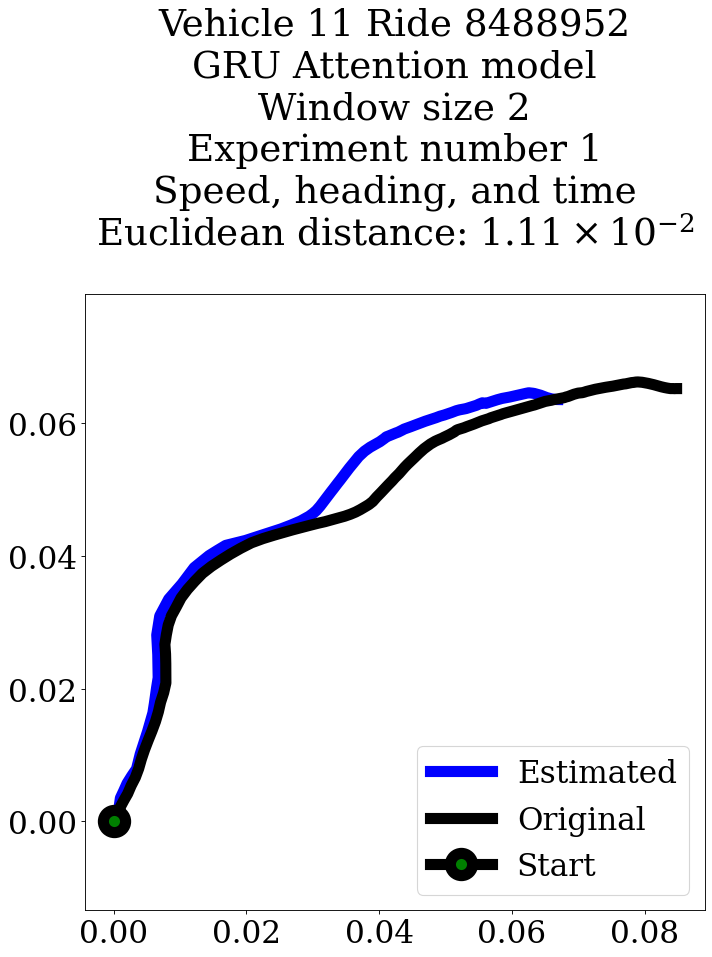 Vehicle 11 Ride 8488952
GRU Attention model
Window size 2
Experiment number 1
Speed, heading, and time
Euclidean distance: 1.11 × 10⁻²
0.06
0.04
0.02
0.00
Estimated
Original
Start
0.00 0.02 0.04 0.06 0.08